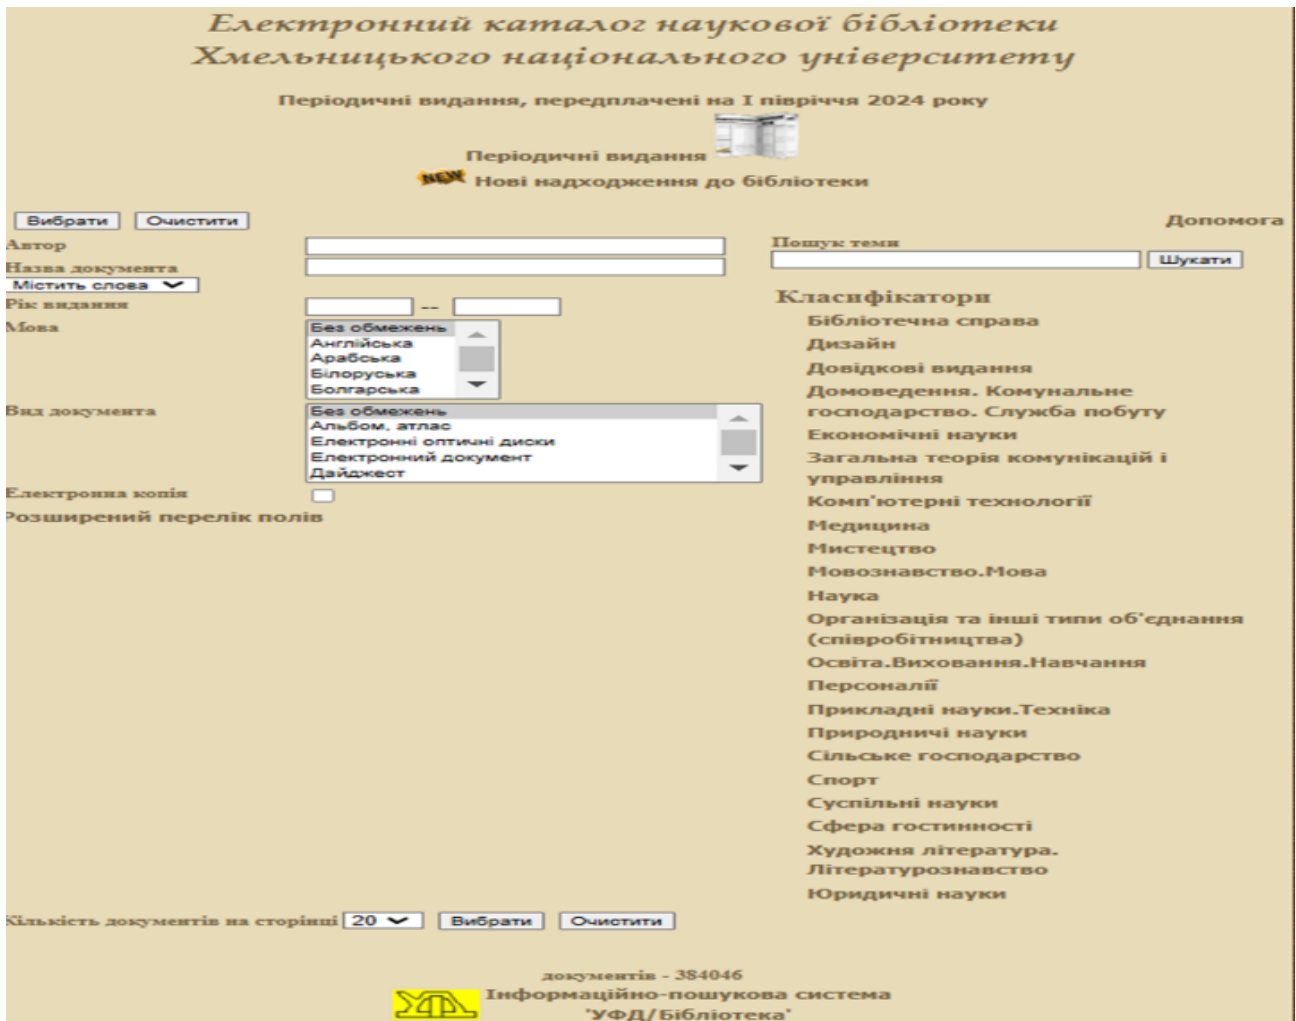 Електронний каталог наукової бібліотеки
Хмельницького національного університету
Періодичні видання, передплачені на I півріччя 2024 року
Періодичні видання
NEW Нові надходження до бібліотеки
Вибрати Очистити
Допомога
Автор
Назва документа
Містить слова
Рік видання --
Мова
Без обмежень
Англійська
Арабська
Білоруська
Болгарська
Вид документа
Без обмежень
Альбом, атлас
Електронні оптичні диски
Електронний документ
Дайджест
Електронна копія
Розширений перелік полів
Пошук теми
Шукати
Класифікатори
Бібліотечна справа
Дизайн
Довідкові видання
Домоведення. Комунальне
господарство. Служба побуту
Економічні науки
Загальна теорія комунікацій і
управління
Комп'ютерні технології
Медицина
Мистецтво
Мовознавство.Мова
Наука
Організація та інші типи об'єднання
(співробітництва)
Освіта.Виховання.Навчання
Персоналії
Прикладні науки.Техніка
Природничі науки
Сільське господарство
Спорт
Суспільні науки
Сфера гостинності
Художня література.
Літературознавство
Юридичні науки
Кількість документів на сторінці 20 Вибрати Очистити
документів - 384046
УФД Інформаційно-пошукова система
'УФД/Бібліотека'